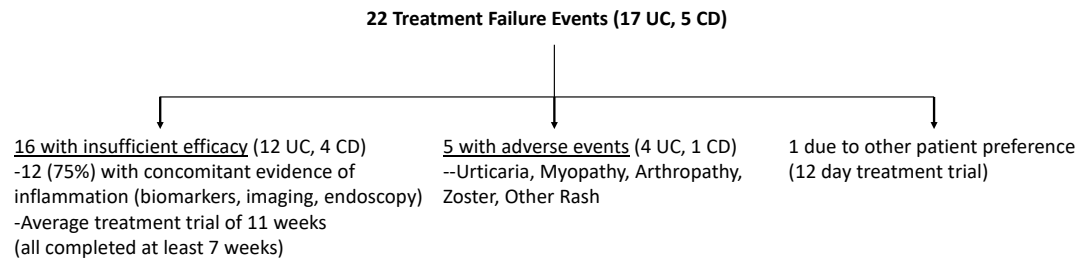 22 Treatment Failure Events (17 UC, 5 CD)
16 with insufficient efficacy (12 UC, 4 CD)
-12 (75%) with concomitant evidence of
inflammation (biomarkers, imaging, endoscopy)
-Average treatment trial of 11 weeks
(all completed at least 7 weeks)
5 with adverse events (4 UC, 1 CD)
--Urticaria, Myopathy, Arthropathy,
Zoster, Other Rash
1 due to other patient preference
(12 day treatment trial)